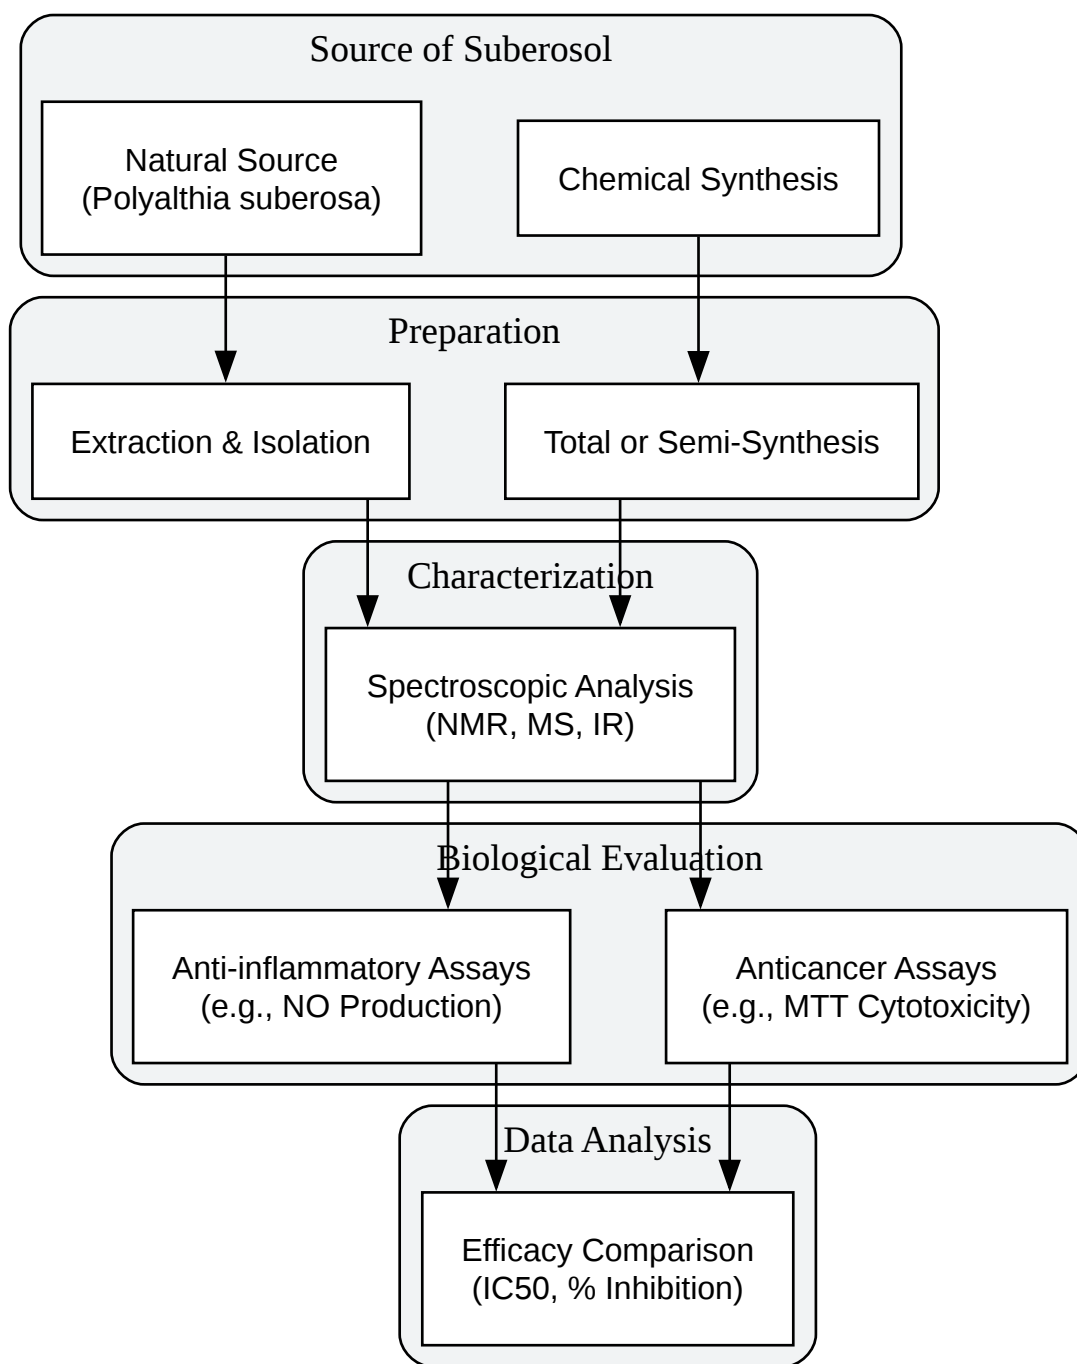 Source of Suberosol
Natural Source
(Polyalthia suberosa)
Chemical Synthesis
Preparation
Extraction & Isolation
Total or Semi-Synthesis
Characterization
Spectroscopic Analysis
(NMR, MS, IR)
Biological Evaluation
Anti-inflammatory Assays
(e.g., NO Production)
Anticancer Assays
(e.g., MTT Cytotoxicity)
Data Analysis
Efficacy Comparison
(IC50, % Inhibition)